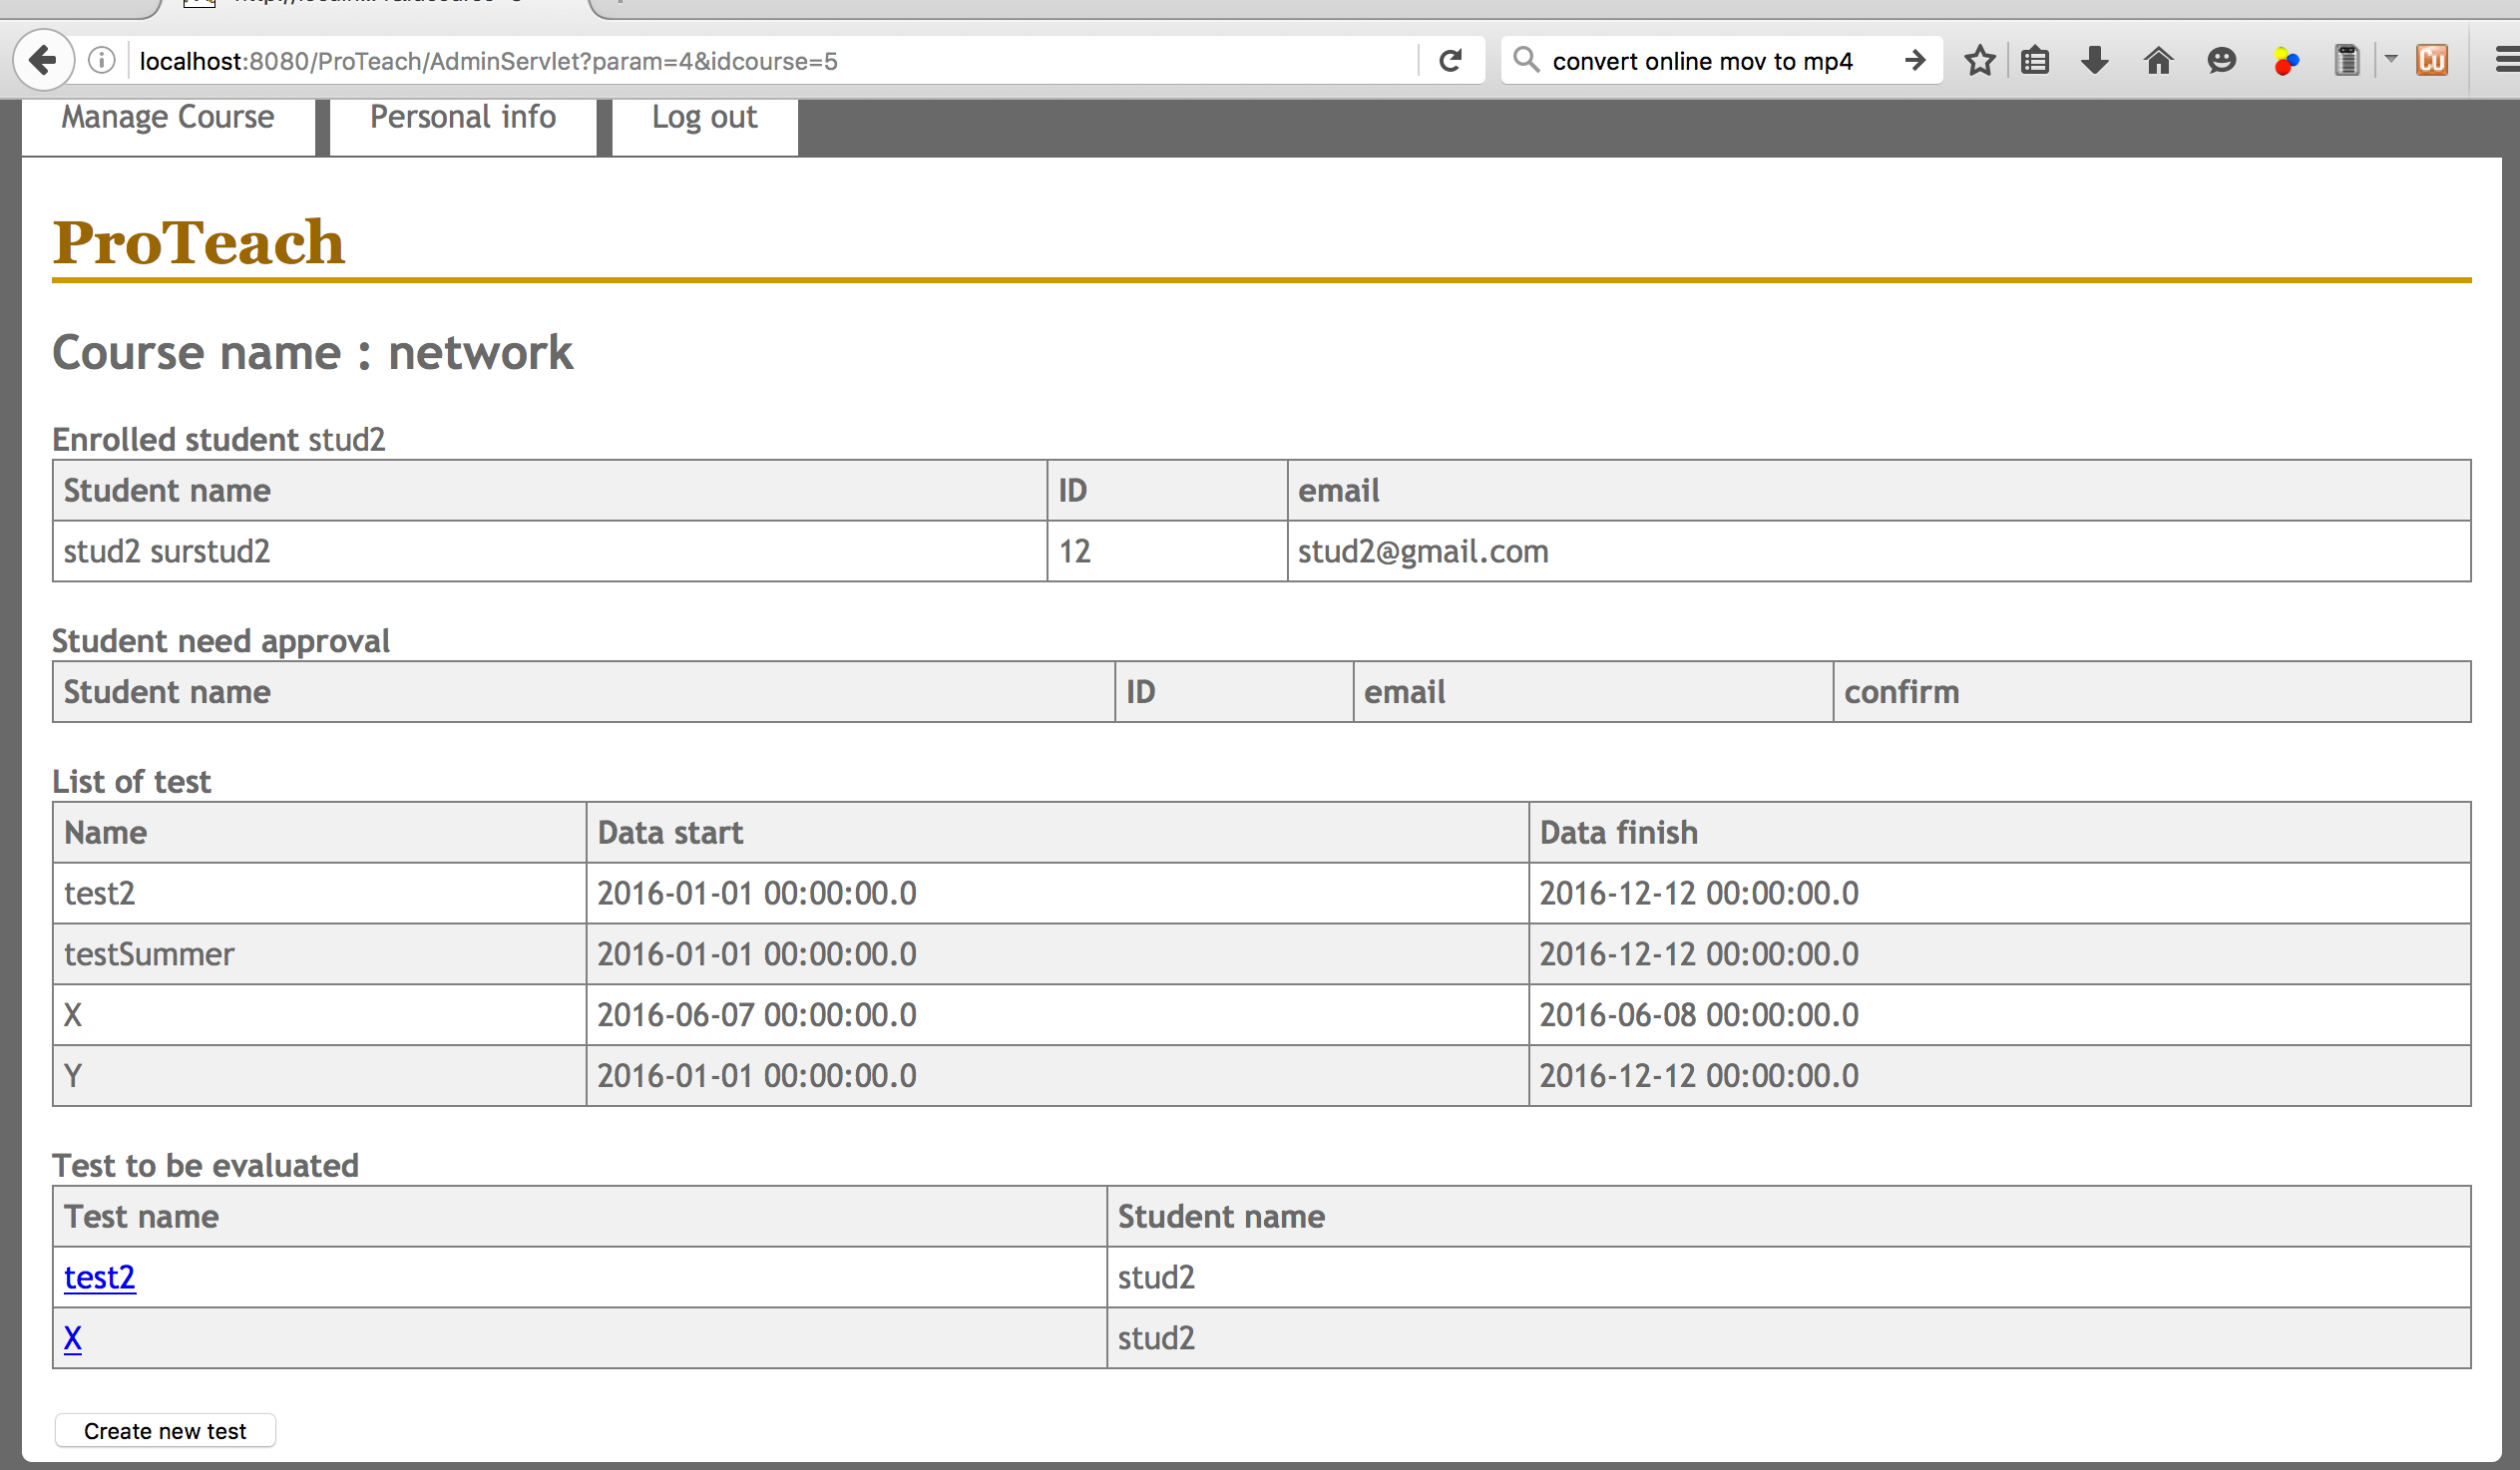 localhost:8080/ProTeach/AdminServlet?param=4&idcourse=5
convert online mov to mp4
Manage Course
Personal info
Log out
ProTeach
Course name : network
Enrolled student stud2
Student name ID email
stud2 surstud2 12 stud2@gmail.com
Student need approval
Student name ID email confirm
List of test
Name Data start Data finish
test2 2016-01-01 00:00:00.0 2016-12-12 00:00:00.0
testSummer 2016-01-01 00:00:00.0 2016-12-12 00:00:00.0
X 2016-06-07 00:00:00.0 2016-06-08 00:00:00.0
Y 2016-01-01 00:00:00.0 2016-12-12 00:00:00.0
Test to be evaluated
Test name Student name
test2 stud2
X stud2
Create new test